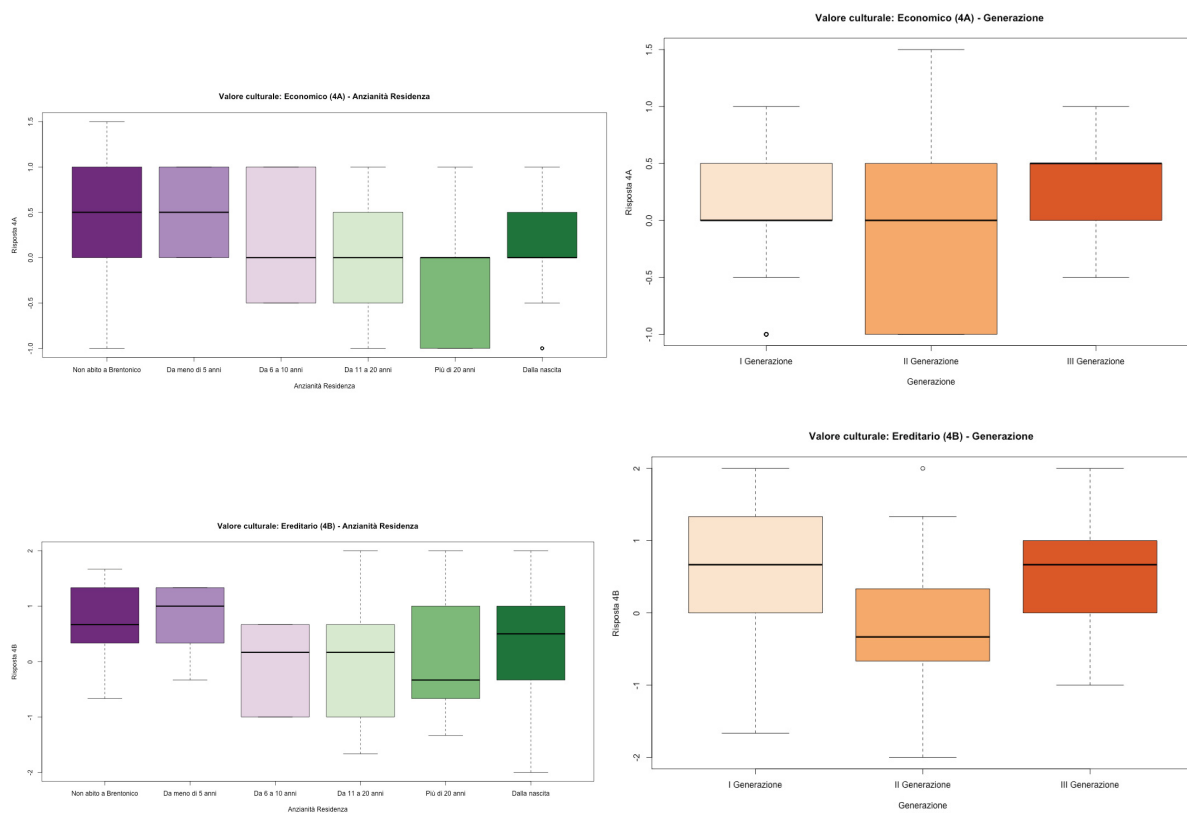 Valore culturale: Economico (4A) - Anzianità Residenza
Risposta 4A
1.5
1.0
0.5
0.0
-0.5
-1.0
Non abito a Brentonico Da meno di 5 anni Da 6 a 10 anni Da 11 a 20 anni Più di 20 anni Dalla nascita
Anzianità Residenza
Valore culturale: Economico (4A) - Generazione
Risposta 4A
1.5
1.0
0.5
0.0
-0.5
-1.0
I Generazione II Generazione III Generazione
Generazione
Valore culturale: Ereditario (4B) - Anzianità Residenza
Risposta 4B
2
1
0
-1
-2
Non abito a Brentonico Da meno di 5 anni Da 6 a 10 anni Da 11 a 20 anni Più di 20 anni Dalla nascita
Anzianità Residenza
Valore culturale: Ereditario (4B) - Generazione
Risposta 4B
2
1
0
-1
-2
I Generazione II Generazione III Generazione
Generazione